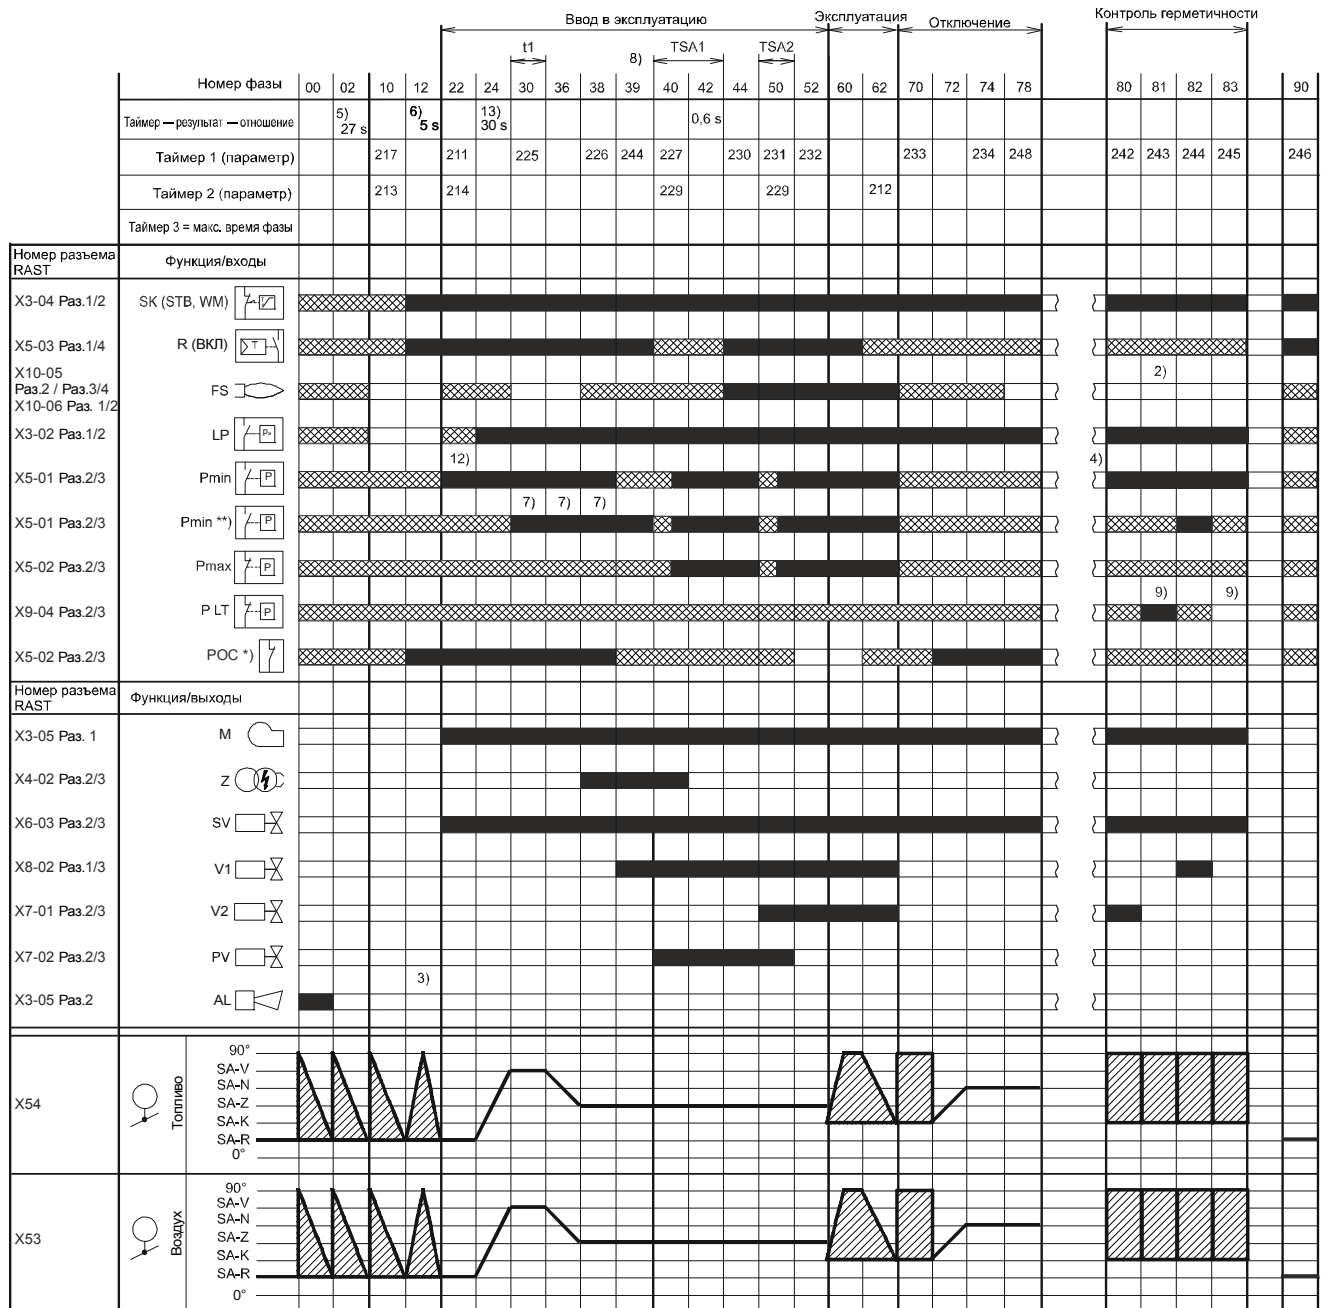 Ввод в эксплуатацию Эксплуатация Отключение Контроль герметичности
t1 8) TSA1 TSA2
Номер фазы 00 02 10 12 22 24 30 36 38 39 40 42 44 50 52 60 62 70 72 74 78 80 81 82 83 90
Таймер — результат — отношение 5) 27 s 6) 5 s 13) 30 s 0,6 s
Таймер 1 (параметр) 217 211 225 226 244 227 230 231 232 233 234 248 242 243 244 245 246
Таймер 2 (параметр) 213 214 229 229 212
Таймер 3 = макс. время фазы
Номер разъема
RAST
Функция/входы
X3-04 Раз.1/2 SK (STB, WM)
X5-03 Раз.1/4 R (ВКЛ) T
X10-05
Раз.2 / Раз.3/4
X10-06 Раз. 1/2
FS 2)
X3-02 Раз.1/2 LP
12) 4)
X5-01 Раз.2/3 Pmin P
7) 7) 7)
X5-01 Раз.2/3 Pmin **) P
X5-02 Раз.2/3 Pmax P
9) 9)
X9-04 Раз.2/3 P LT P
X5-02 Раз.2/3 POC *)
Номер разъема
RAST
Функция/выходы
X3-05 Раз. 1 M
X4-02 Раз.2/3 Z
X6-03 Раз.2/3 SV
X8-02 Раз.1/3 V1
X7-01 Раз.2/3 V2
X7-02 Раз.2/3 PV
3)
X3-05 Раз.2 AL
X54
Топливо
90°
SA-V
SA-N
SA-Z
SA-K
SA-R
0°
X53
Воздух
90°
SA-V
SA-N
SA-Z
SA-K
SA-R
0°